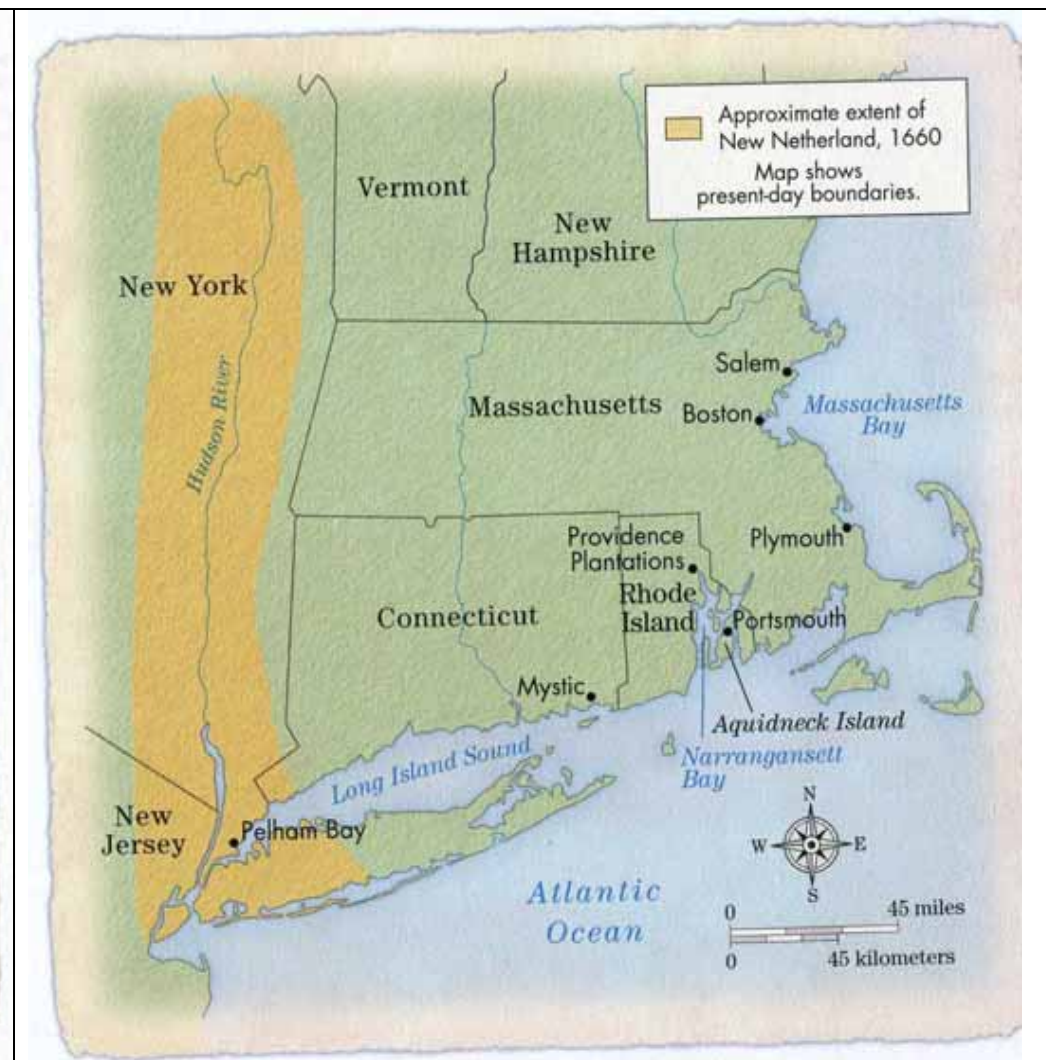 Approximate extent of
New Netherland, 1660
Map shows
present-day boundaries.
Vermont
New
Hampshire
New York
Hudson River
Salem
Massachusetts
Boston
Massachusetts
Bay
Providence
Plantations
Plymouth
Connecticut
Rhode
Island
Portsmouth
Mystic
Aquidneck Island
Long Island Sound
Narrangansett
Bay
New
Jersey
Pelham Bay
N
W
E
S
Atlantic
Ocean
0
45 miles
0
45 kilometers